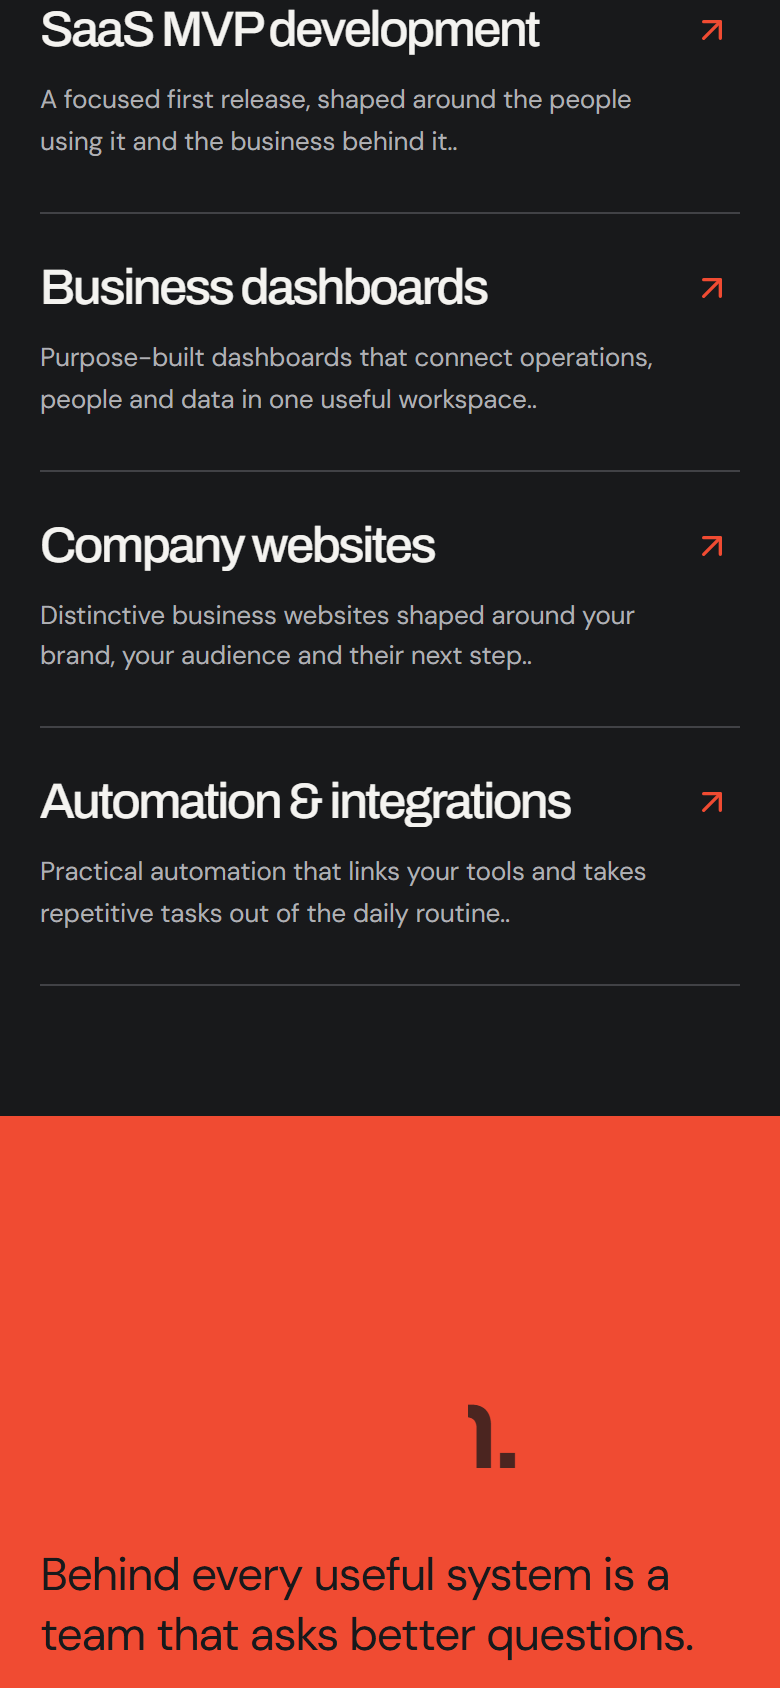 SaaS MVP development
A focused first release, shaped around the people
using it and the business behind it..
Business dashboards
Purpose-built dashboards that connect operations,
people and data in one useful workspace..
Company websites
Distinctive business websites shaped around your
brand, your audience and their next step..
Automation & integrations
Practical automation that links your tools and takes
repetitive tasks out of the daily routine..
Behind every useful system is a
team that asks better questions.